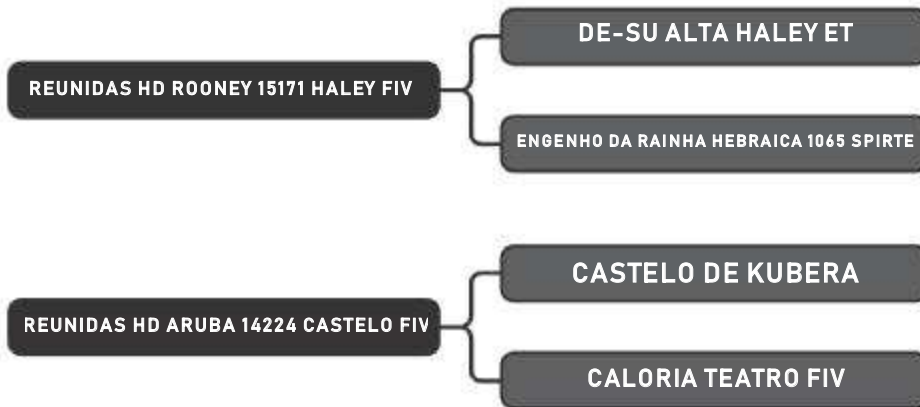 DE-SU ALTA HALEY ET
REUNIDAS HD ROONEY 15171 HALEY FIV
ENGENHO DA RAINHA HEBRAICA 1065 SPIRTE
CASTELO DE KUBERA
REUNIDAS HD ARUBA 14224 CASTELO FIV
CALORIA TEATRO FIV